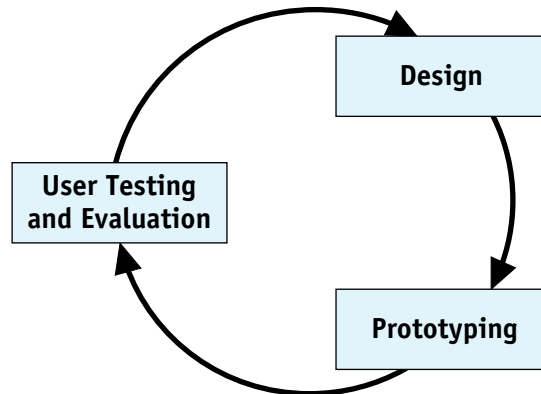 Design
User Testing
and Evaluation
Prototyping